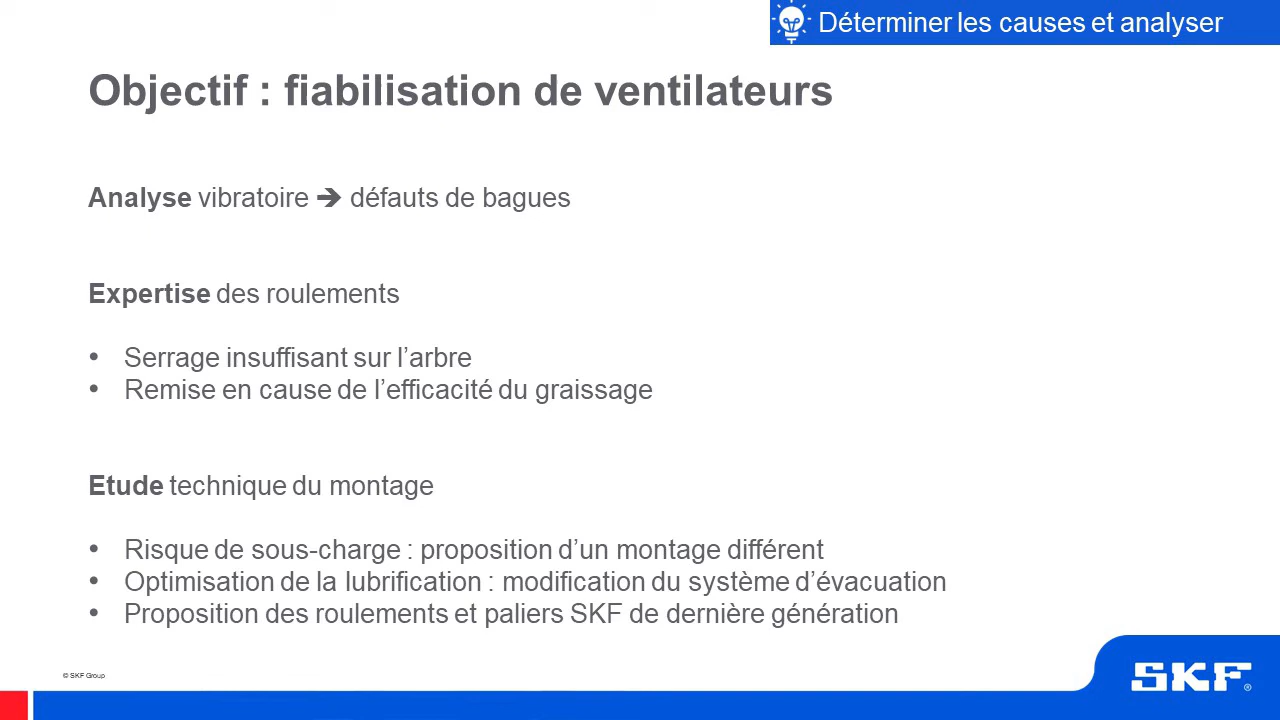 Déterminer les causes et analyser
Objectif : fiabilisation de ventilateurs
Analyse vibratoire ➔ défauts de bagues
Expertise des roulements
• Serrage insuffisant sur l’arbre
• Remise en cause de l’efficacité du graissage
Etude technique du montage
• Risque de sous-charge : proposition d’un montage différent
• Optimisation de la lubrification : modification du système d’évacuation
• Proposition des roulements et paliers SKF de dernière génération
© SKF Group
SKF®